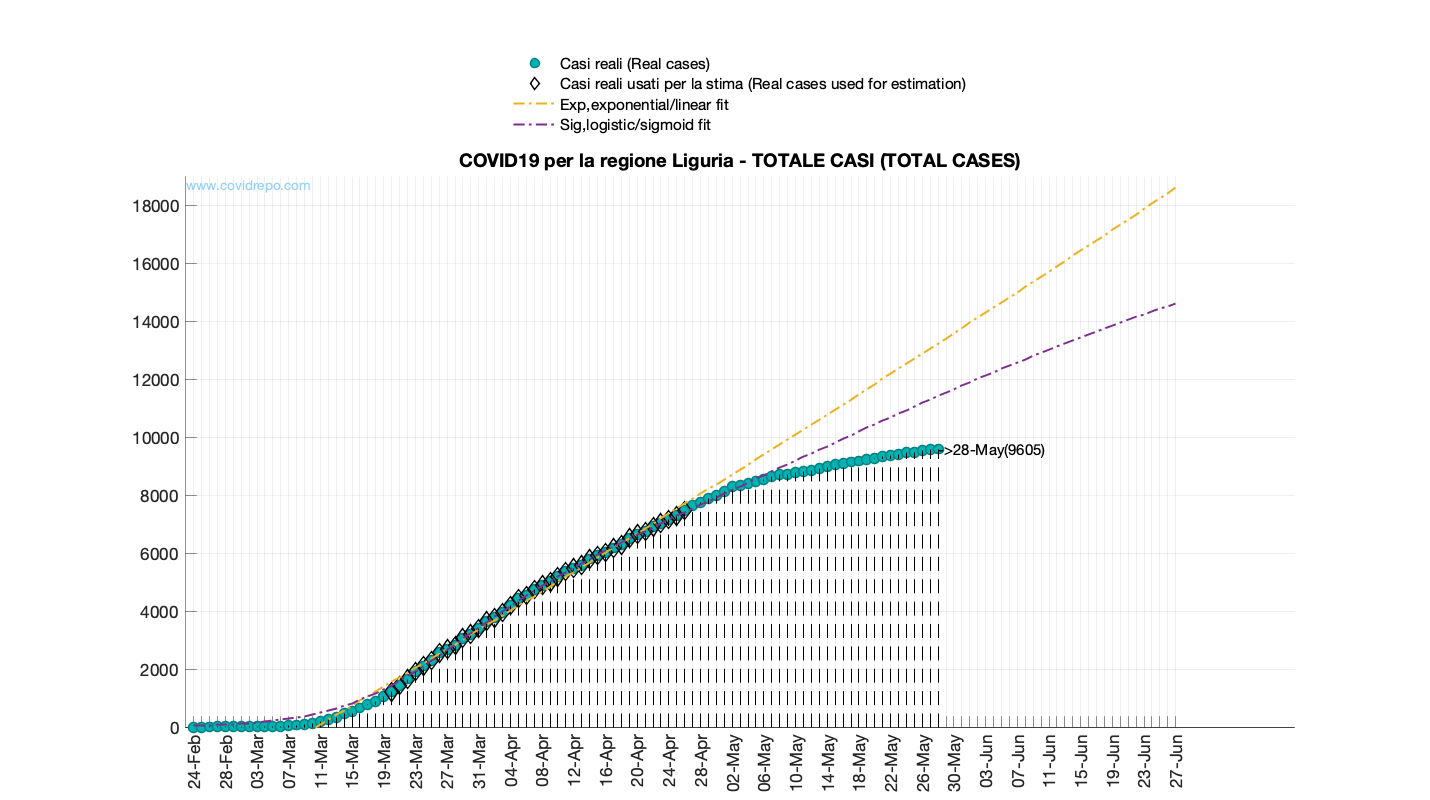 Casi reali (Real cases)
Casi reali usati per la stima (Real cases used for estimation)
Exp,exponential/linear fit
Sig,logistic/sigmoid fit
COVID19 per la regione Liguria - TOTALE CASI (TOTAL CASES)
www.covidrepo.com
18000
16000
14000
12000
10000
8000
6000
4000
2000
0
->28-May(9605)
24-Feb
28-Feb
03-Mar
07-Mar
11-Mar
15-Mar
19-Mar
23-Mar
27-Mar
31-Mar
04-Apr
08-Apr
12-Apr
16-Apr
20-Apr
24-Apr
28-Apr
02-May
06-May
10-May
14-May
18-May
22-May
26-May
30-May
03-Jun
07-Jun
11-Jun
15-Jun
19-Jun
23-Jun
27-Jun